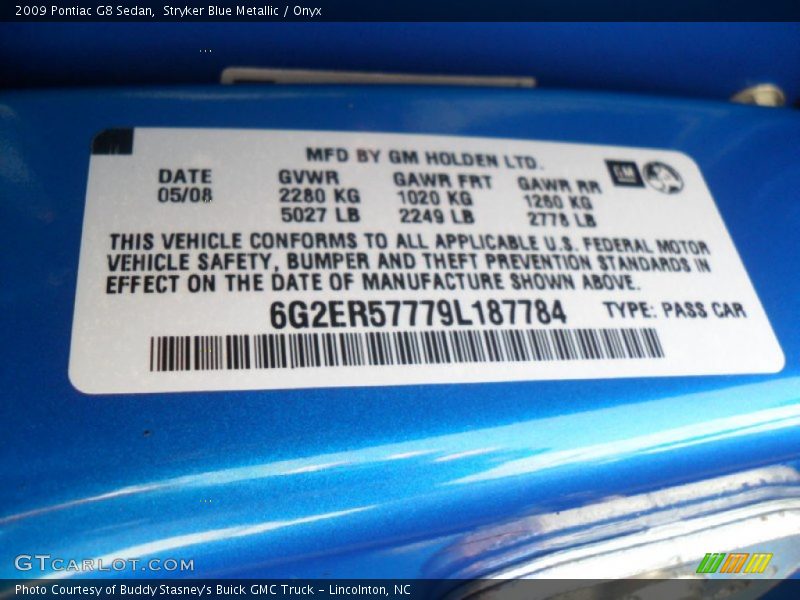 2009 Pontiac G8 Sedan,  Stryker Blue Metallic / Onyx
MFD BY GM HOLDEN LTD.
GM
DATE GVWR GAWR FRT GAWR RR
05/08 2280 KG 1020 KG 1260 KG
5027 LB 2249 LB 2778 LB
THIS VEHICLE CONFORMS TO ALL APPLICABLE U.S. FEDERAL MOTOR
VEHICLE SAFETY, BUMPER AND THEFT PREVENTION STANDARDS IN
EFFECT ON THE DATE OF MANUFACTURE SHOWN ABOVE.
6G2ER57779L187784 TYPE: PASS CAR
GTCARLOT.COM
Photo Courtesy of Buddy Stasney's Buick GMC Truck - Lincolnton, NC